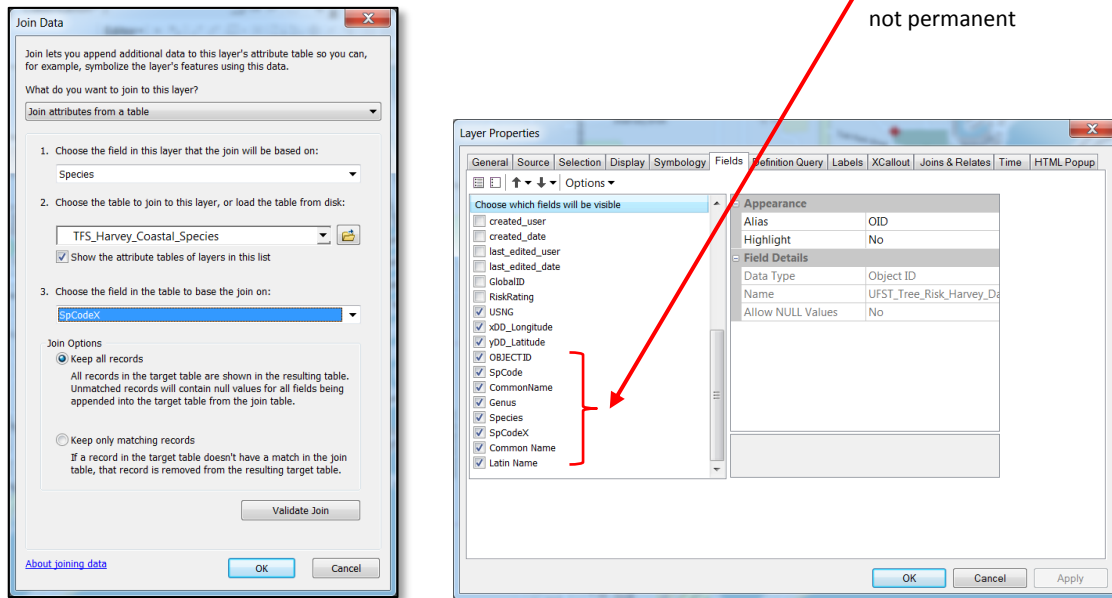 not permanent
Join Data
Join lets you append additional data to this layer's attribute table so you can,
for example, symbolize the layer's features using this data.
What do you want to join to this layer?
Join attributes from a table
1. Choose the field in this layer that the join will be based on:
Species
2. Choose the table to join to this layer, or load the table from disk:
TFS_Harvey_Coastal_Species
Show the attribute tables of layers in this list
3. Choose the field in the table to base the join on:
SpCodeX
Join Options
Keep all records
All records in the target table are shown in the resulting table.
Unmatched records will contain null values for all fields being
appended into the target table from the join table.
Keep only matching records
If a record in the target table doesn't have a match in the join
table, that record is removed from the resulting target table.
Validate Join
About joining data
OK Cancel
Layer Properties
General Source Selection Display Symbology Fields Definition Query Labels XCallout Joins & Relates Time HTML Popup
Options
Choose which fields will be visible
created_user
created_date
last_edited_user
last_edited_date
GlobalID
RiskRating
USNG
xDD_Longitude
yDD_Latitude
OBJECTID
SpCode
CommonName
Genus
Species
SpCodeX
Common Name
Latin Name
Appearance
Alias OID
Highlight No
Field Details
Data Type Object ID
Name UFST_Tree_Risk_Harvey_Da
Allow NULL Values No
OK Cancel Apply